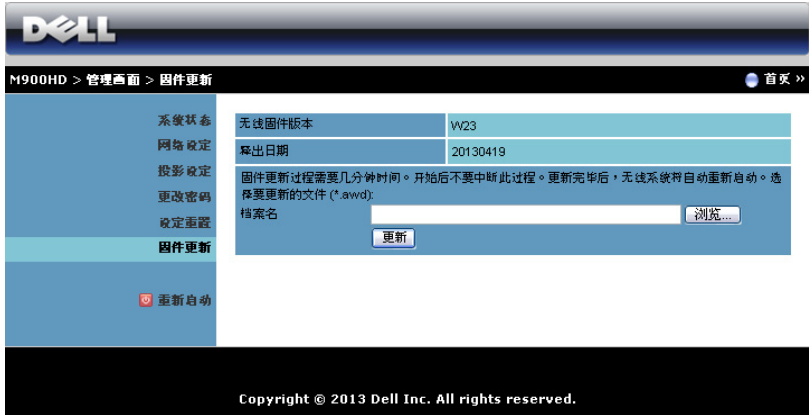 DELL
M900HD > 管理画面 > 固件更新
首页 »
系统状态
网络设定
投影设定
更改密码
设定重置
固件更新
重新启动
无线固件版本 W23
释出日期 20130419
固件更新过程需要几分钟时间。开始后不要中断此过程。更新完毕后，无线系统将自动重新启动。选
择要更新的文件 (*.awd):
档案名 浏览...
更新
Copyright © 2013 Dell Inc. All rights reserved.